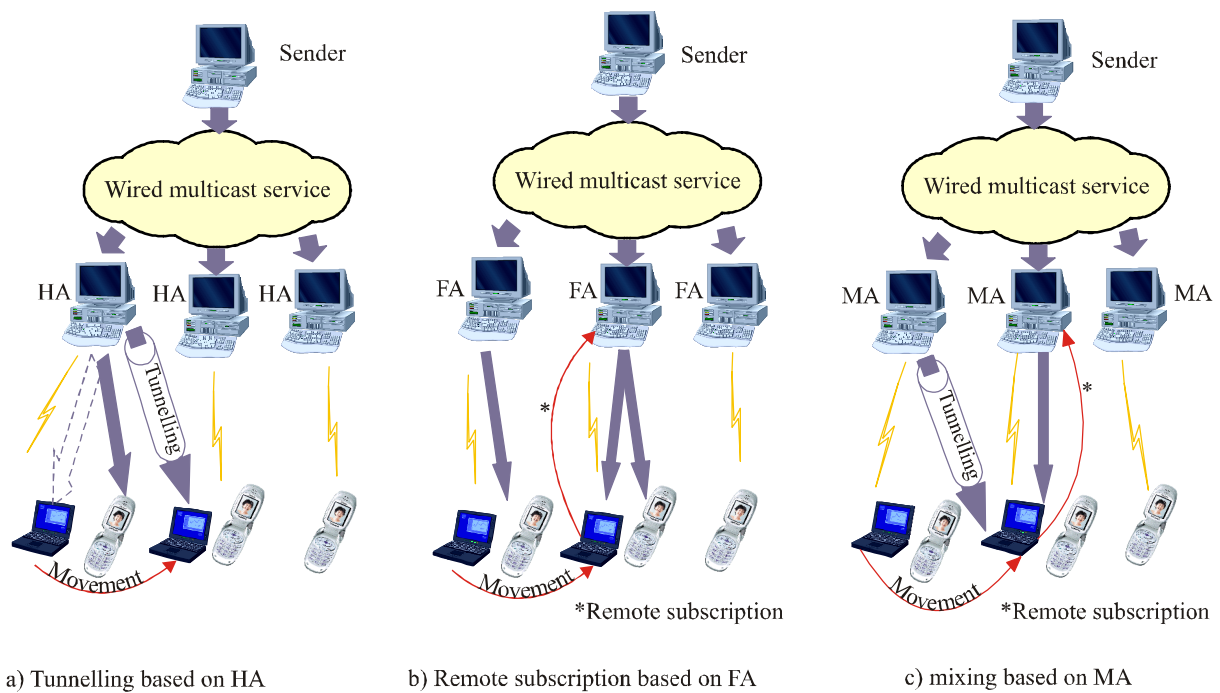 Sender
Wired multicast service
HA
HA
HA
Tunnelling
Movement
a) Tunnelling based on HA
Sender
Wired multicast service
FA
FA
FA
*
Movement
*Remote subscription
b) Remote subscription based on FA
Sender
Wired multicast service
MA
MA
MA
*
Tunnelling
Movement
*Remote subscription
c) mixing based on MA